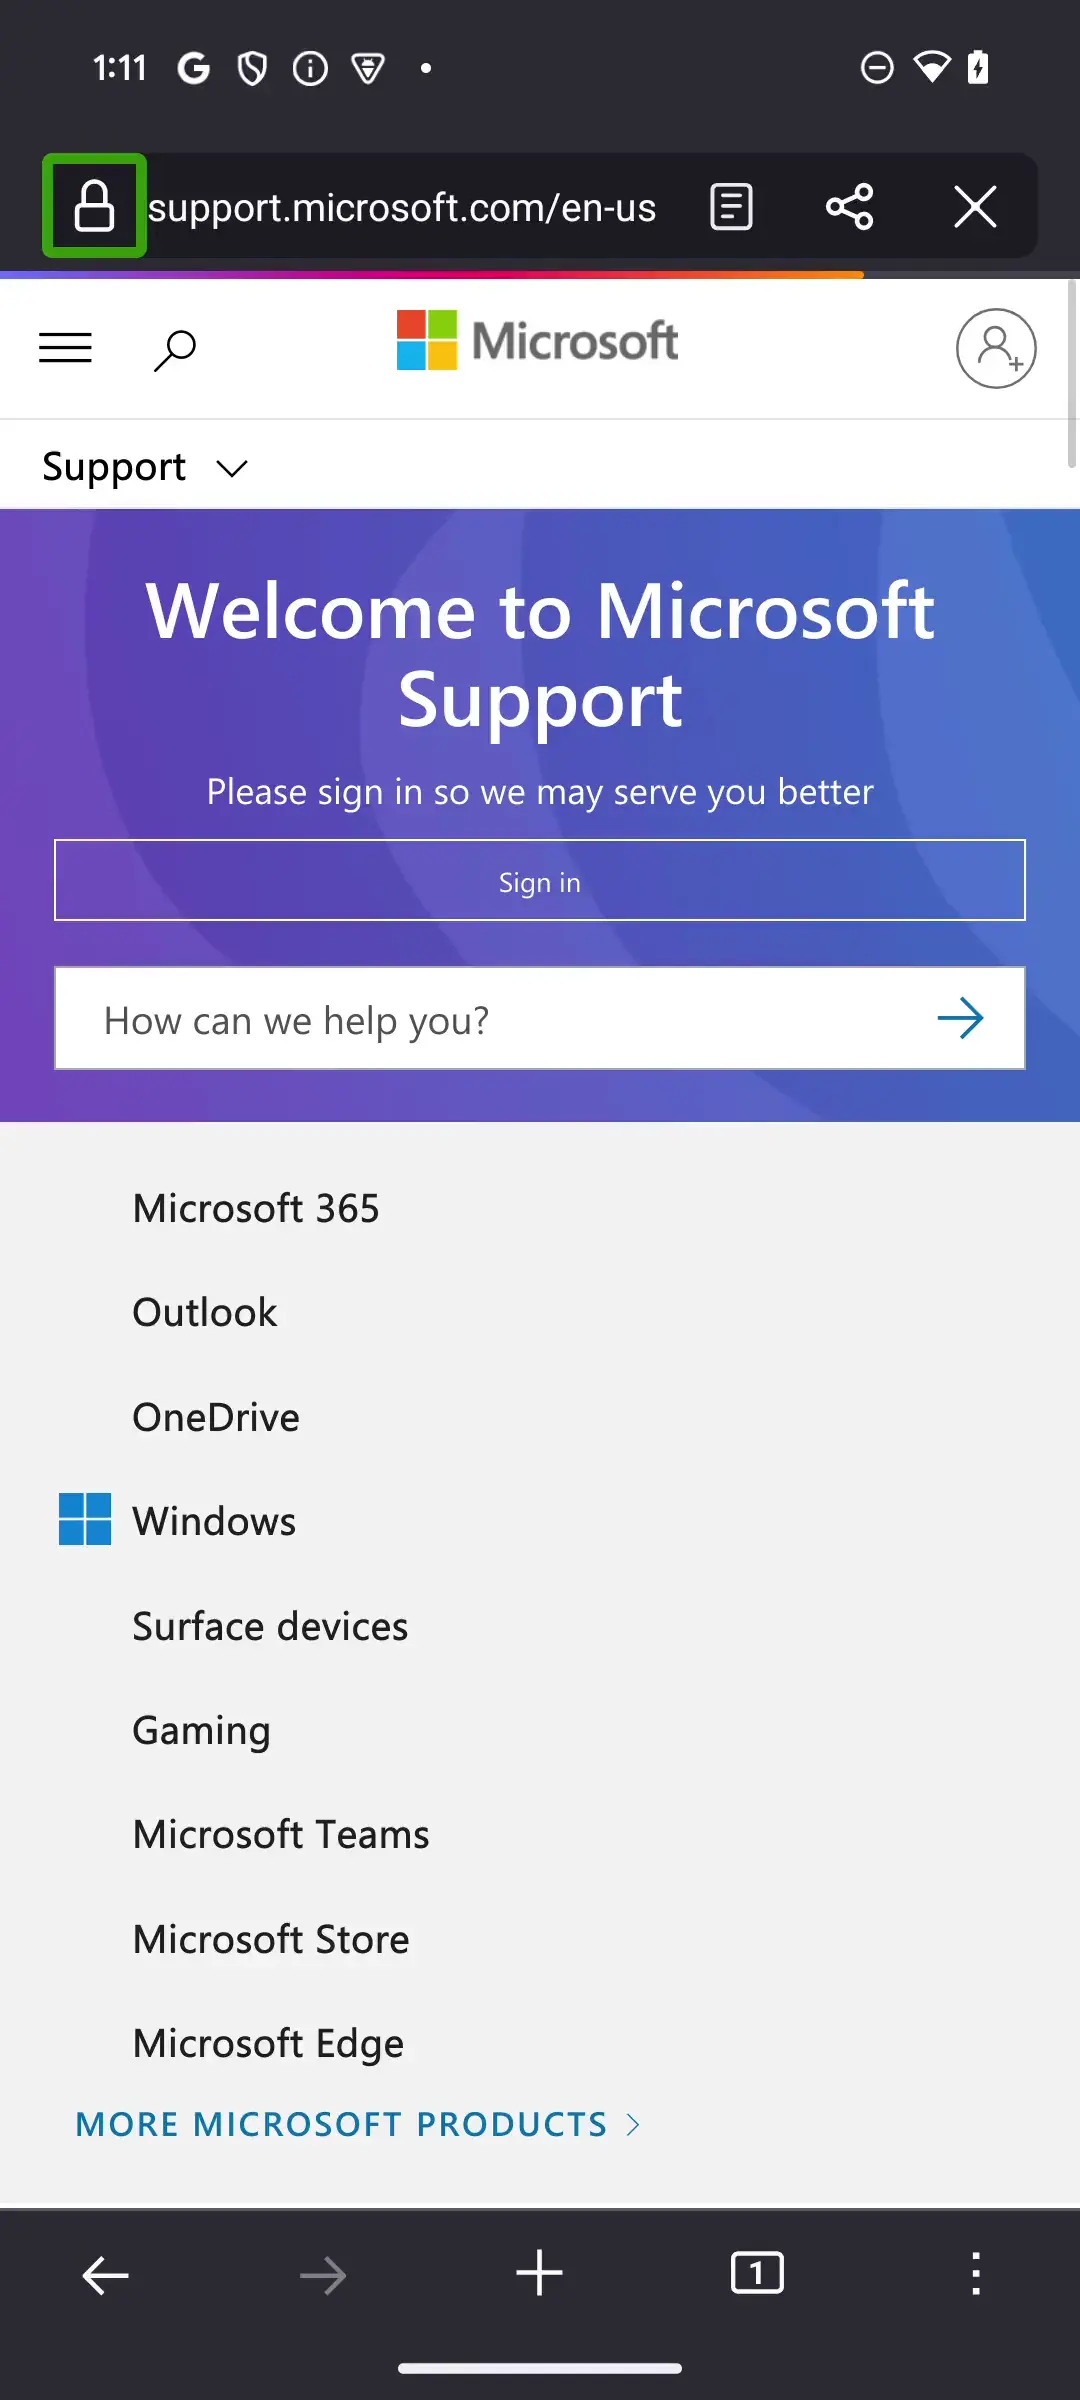 1:11
support.microsoft.com/en-us
Microsoft
Support
Welcome to Microsoft
Support
Please sign in so we may serve you better
Sign in
How can we help you?
Microsoft 365
Outlook
OneDrive
Windows
Surface devices
Gaming
Microsoft Teams
Microsoft Store
Microsoft Edge
MORE MICROSOFT PRODUCTS
1